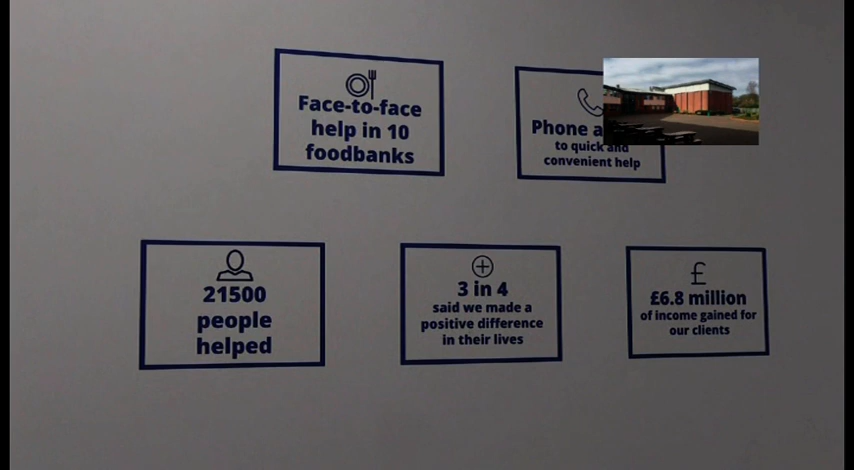 Face-to-face
help in 10
foodbanks
Phone
to quick and
convenient help
21500
people
helped
3 in 4
said we made a
positive difference
in their lives
£
£6.8 million
of income gained for
our clients